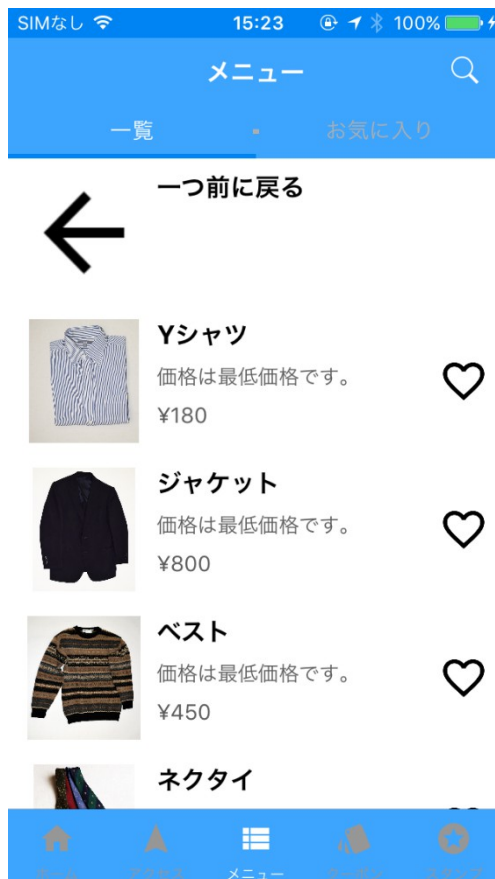 SIMなし 15:23 100%
メニュー
一覧
お気に入り
一つ前に戻る
Yシャツ
価格は最低価格です。
¥180
ジャケット
価格は最低価格です。
¥800
ベスト
価格は最低価格です。
¥450
ネクタイ
メニュー